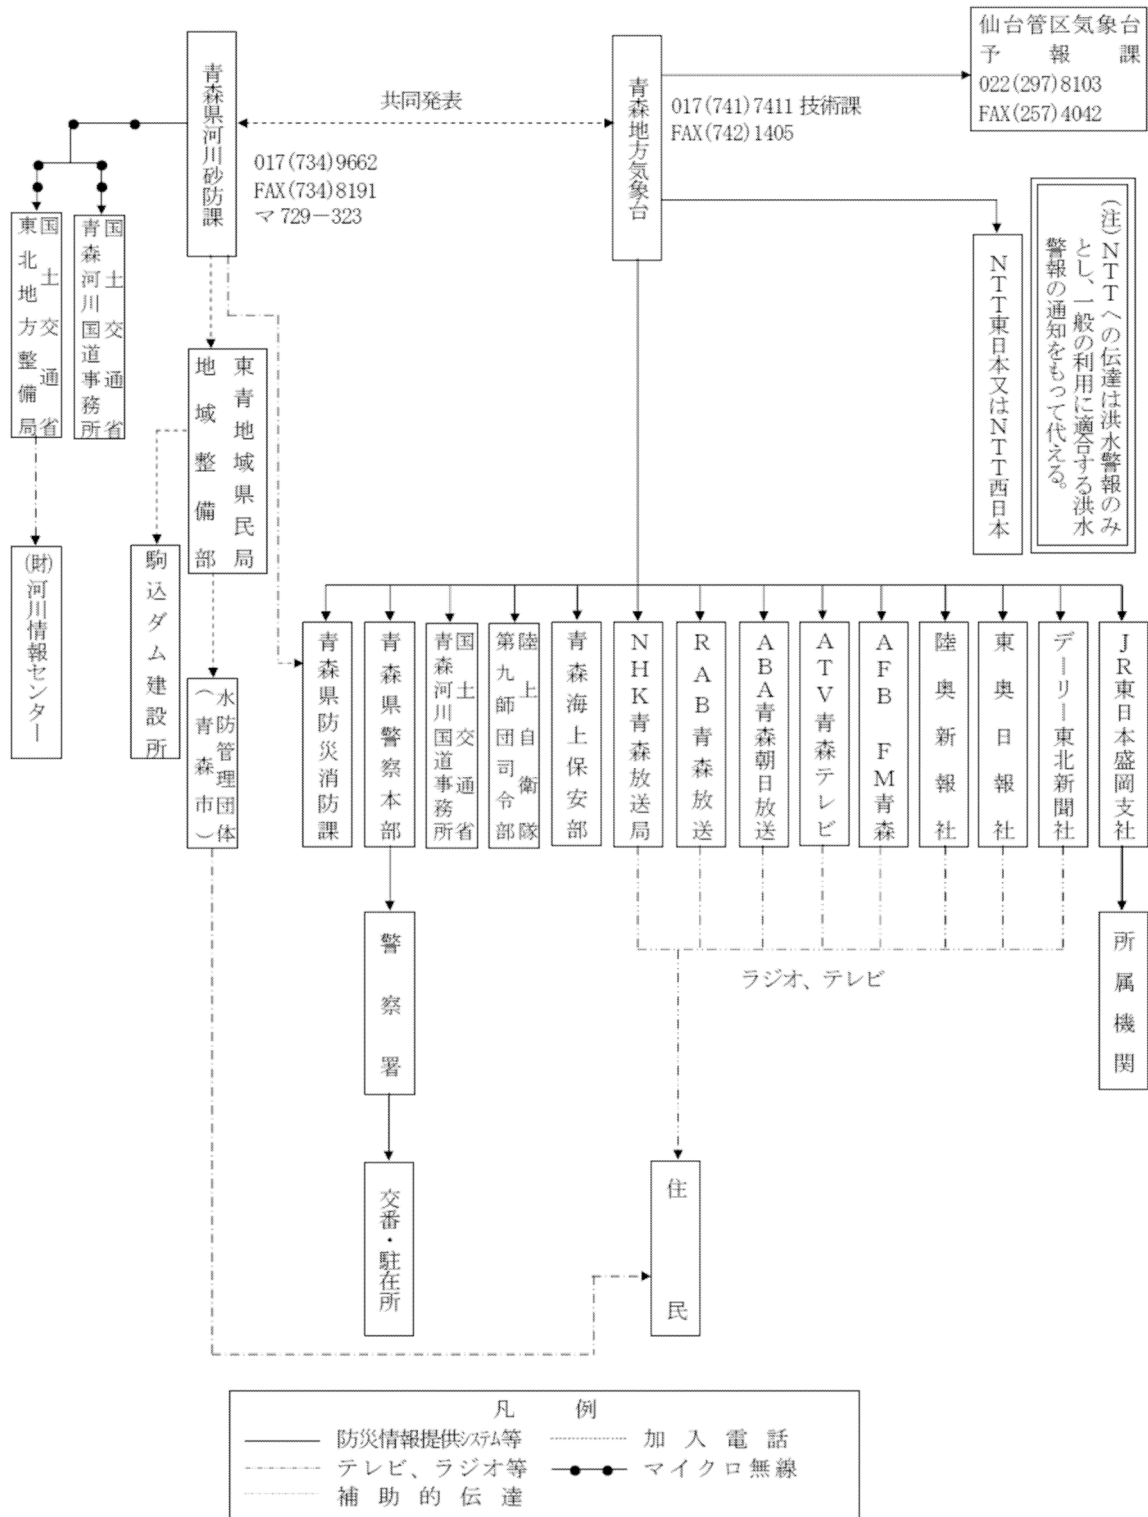 仙台管区気象台
予報課
022(297)8103
FAX(257)4042
青森県河川砂防課
共同発表
青森地方気象台
017(741)7411 技術課
FAX(742)1405
017(734)9662
FAX(734)8191
マ 729－323
(注)NTTへの伝達は洪水警報のみ
とし、一般の利用に適合する洪水
警報の通知をもって代える。
国土交通省
東北地方整備局
国土交通省
青森河川国道事務所
NTT東日本又はNTT西日本
東青地域県民局
地域整備部
(財)河川情報センター
駒込ダム建設所
水防管理団体
(青森市)
青森県防災消防課
青森県警察本部
国土交通省
青森河川国道事務所
陸上自衛隊
第九師団司令部
青森海上保安部
NHK青森放送局
RAB青森放送
ABA青森朝日放送
ATV青森テレビ
AFB FM青森
陸奥新報社
東奥日報社
デーリー東北新聞社
JR東日本盛岡支社
警察署
ラジオ、テレビ
所属機関
交番・駐在所
住民
凡例
防災情報提供システム等
加入電話
テレビ、ラジオ等
マイクロ無線
補助的伝達